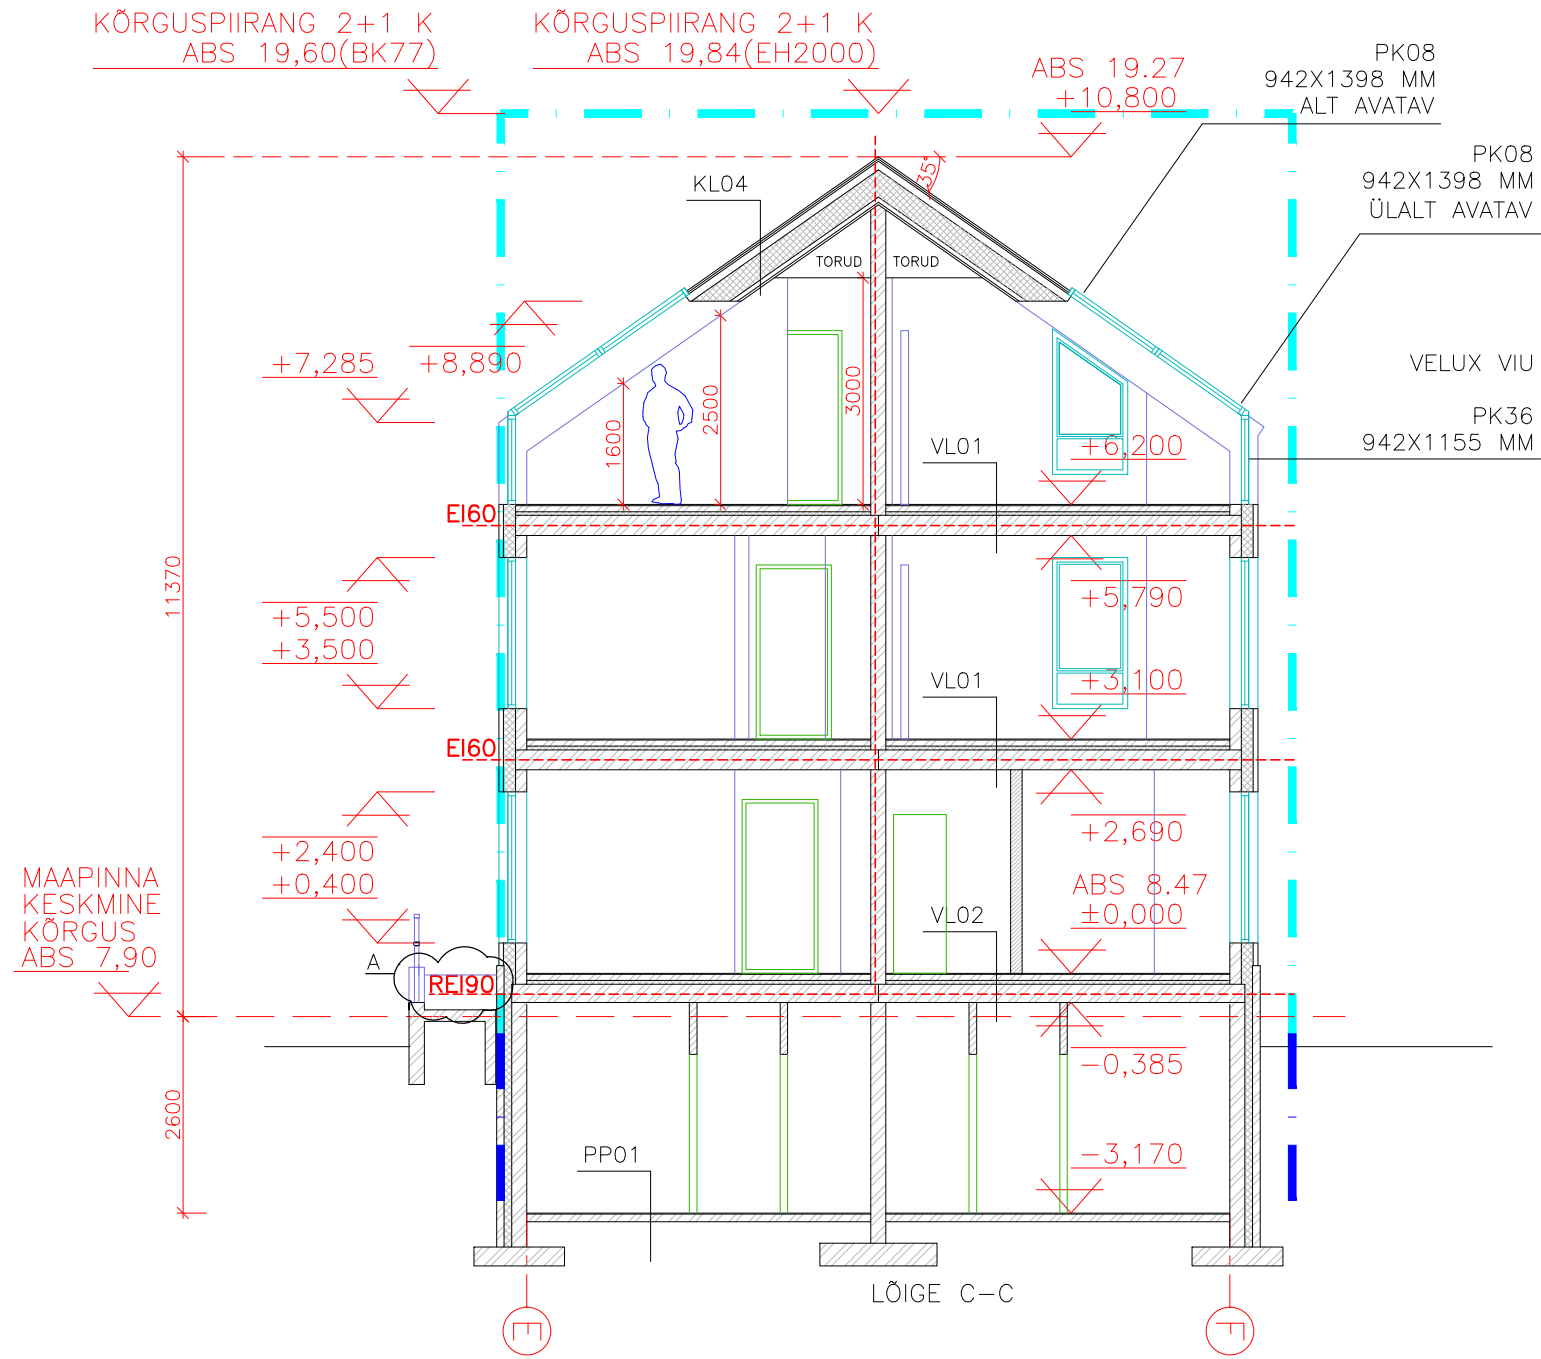 KÕRGUSPIIRANG 2+1 K
ABS 19,60(BK77)
KÕRGUSPIIRANG 2+1 K
ABS 19,84(EH2000)
ABS 19.27
+10,800
PK08
942X1398 MM
ALT AVATAV
PK08
942X1398 MM
ÜLALT AVATAV
35°
KL04
TORUD
TORUD
+7,285
+8,890
VELUX VIU
PK36
942X1155 MM
1600
2500
3000
VL01
+6,200
EI60
11370
+5,500
+3,500
+5,790
VL01
+3,100
EI60
+2,400
+0,400
+2,690
ABS 8.47
±0,000
VL02
MAAPINNA
KESKMINE
KÕRGUS
ABS 7,90
A
REI90
-0,385
2600
PP01
-3,170
LÕIGE C-C
E
F